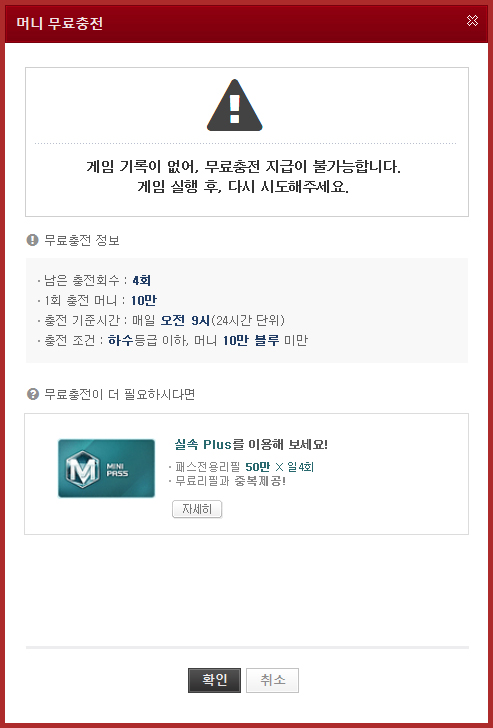 머니 무료충전
게임 기록이 없어, 무료충전 지급이 불가능합니다.
게임 실행 후, 다시 시도해주세요.
무료충전 정보
· 남은 충전회수 : 4회
· 1회 충전 머니 : 10만
· 충전 기준시간 : 매일 오전 9시(24시간 단위)
· 충전 조건 : 하수등급 이하, 머니 10만 블루 미만
무료충전이 더 필요하시다면
M MINI
PASS
실속 Plus를 이용해 보세요!
· 패스전용리필 50만 X 일4회
· 무료리필과 중복제공!
자세히
확인 취소